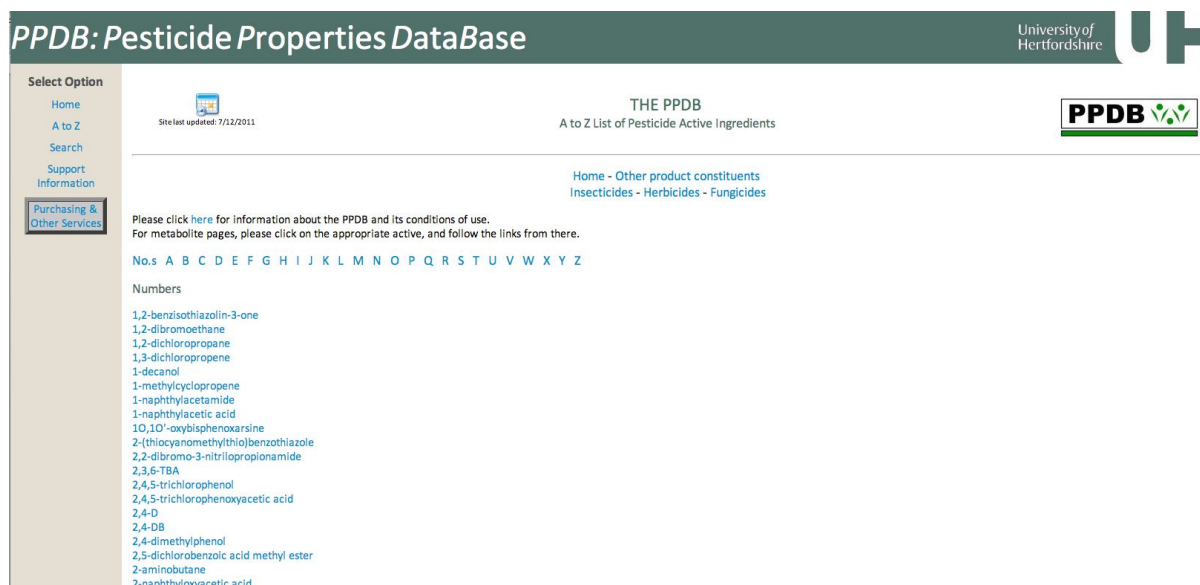 PPDB: Pesticide Properties DataBase
University of
Hertfordshire
UH
Select Option
Home
A to Z
Search
Support
Information
Purchasing &
Other Services
Site last updated: 7/12/2011
THE PPDB
A to Z List of Pesticide Active Ingredients
PPDB
Home - Other product constituents
Insecticides - Herbicides - Fungicides
Please click here for information about the PPDB and its conditions of use.
For metabolite pages, please click on the appropriate active, and follow the links from there.
No.s A B C D E F G H I J K L M N O P Q R S T U V W X Y Z
Numbers
1,2-benzisothiazolin-3-one
1,2-dibromoethane
1,2-dichloropropane
1,3-dichloropropene
1-decanol
1-methylcyclopropene
1-naphthylacetamide
1-naphthylacetic acid
1O,1O'-oxybisphenoxarsine
2-(thiocyanomethylthio)benzothiazole
2,2-dibromo-3-nitrilopropionamide
2,3,6-TBA
2,4,5-trichlorophenol
2,4,5-trichlorophenoxyacetic acid
2,4-D
2,4-DB
2,4-dimethylphenol
2,5-dichlorobenzoic acid methyl ester
2-aminobutane
2-naphthyloxyacetic acid